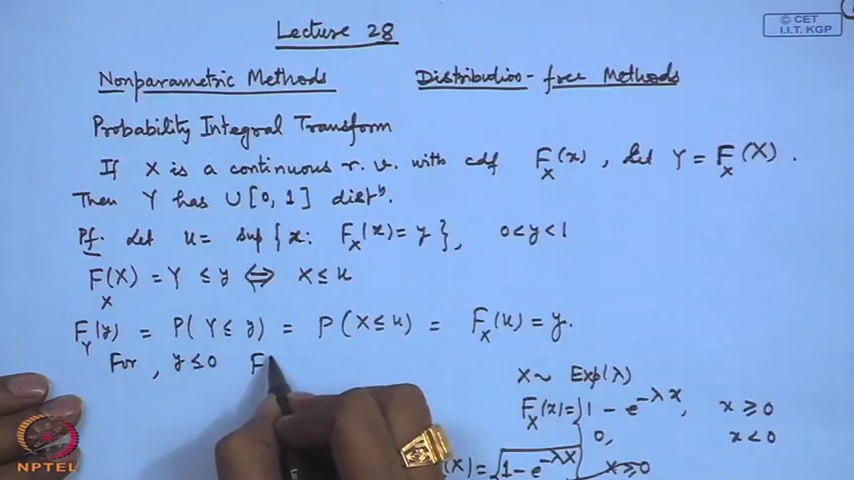 Lecture 28
© CET
I.I.T. KGP
Nonparametric Methods Distribution-free Methods
Probability Integral Transform
If X is a continuous r.v. with cdf F_X(x), Let Y = F_X(X).
Then Y has U[0, 1] distⁿ.
Pf. Let u = sup {x: F_X(x) = y}, 0<y<1
F_X(X) = Y ≤ y ⇔ X ≤ u
F_Y(y) = P(Y ≤ y) = P(X ≤ u) = F_X(u) = y.
For, y ≤ 0 F
X ~ Exp(λ)
F_X(x) = 1 - e^{-λx}, x ≥ 0
0, x < 0
(X) = 1 - e^{-λX} X ≥ 0
NPTEL